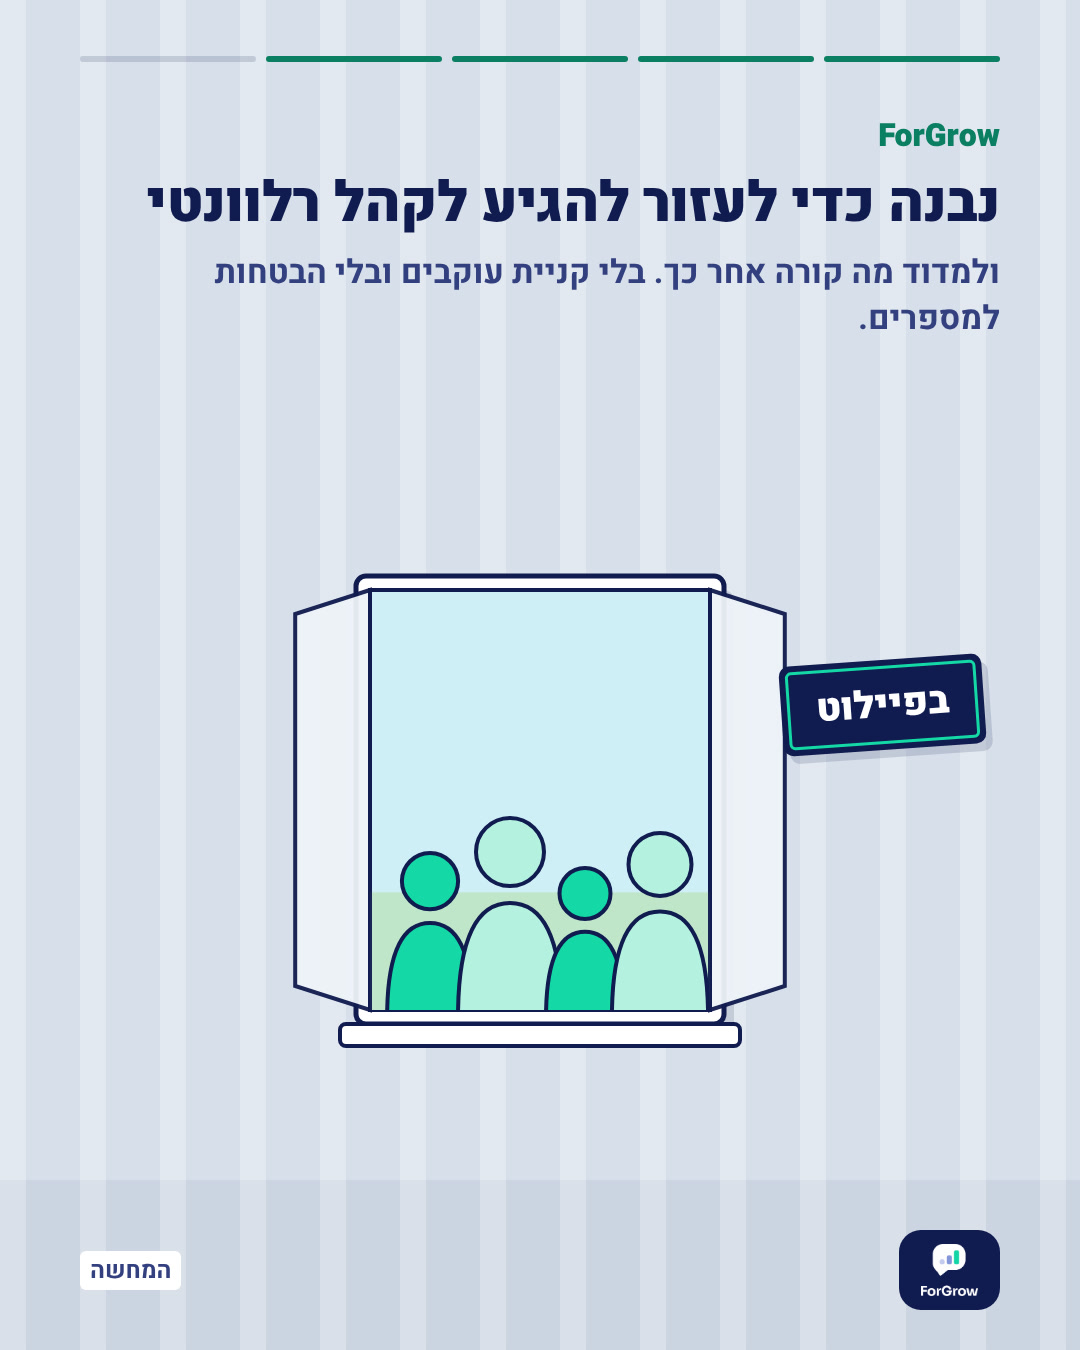 ForGrow
נבנה כדי לעזור להגיע לקהל רלוונטי
ולמדוד מה קורה אחר כך. בלי קניית עוקבים ובלי הבטחות
למספרים.
בפיילוט
המחשה
ForGrow